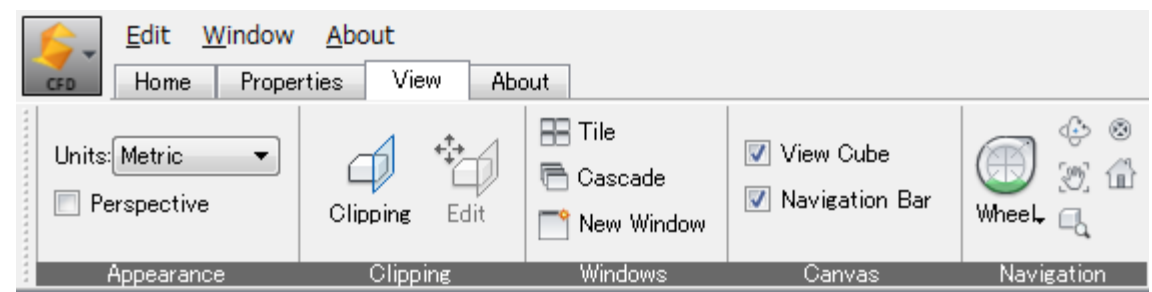 Edit Window About
CFD
Home Properties View About
Units: Metric
Perspective
Clipping Edit
Tile
Cascade
New Window
View Cube
Navigation Bar
Wheel
Appearance Clipping Windows Canvas Navigation